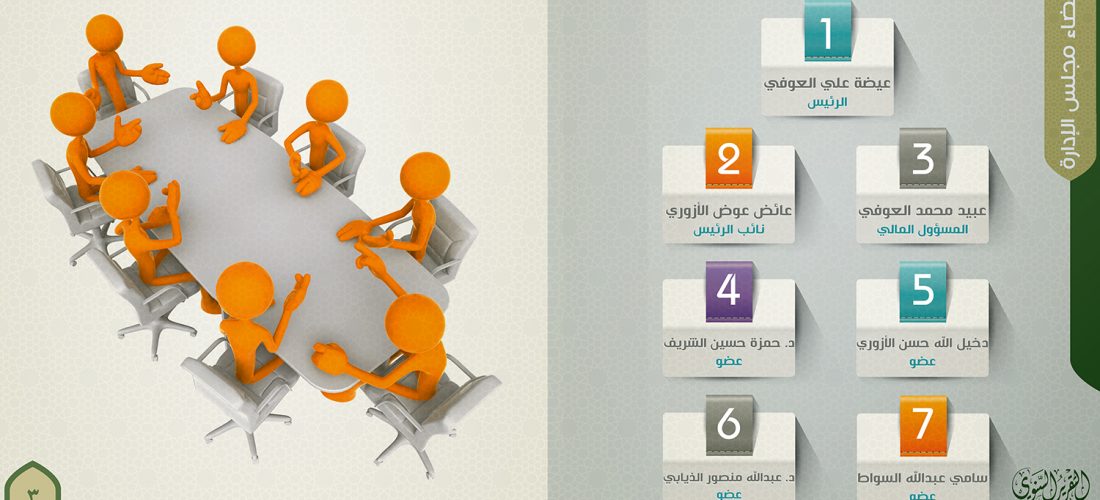 أعضاء مجلس الإدارة
1
عيضة علي العوفي
الرئيس
2
عائض عوض الأزوري
نائب الرئيس
3
عبيد محمد العوفي
المسؤول المالي
4
د. حمزة حسين الشريف
عضو
5
دخيل الله حسن الأزوري
عضو
6
د. عبدالله منصور الذيابي
عضو
7
سامي عبدالله السواط
عضو
التقرير السنوي
٣